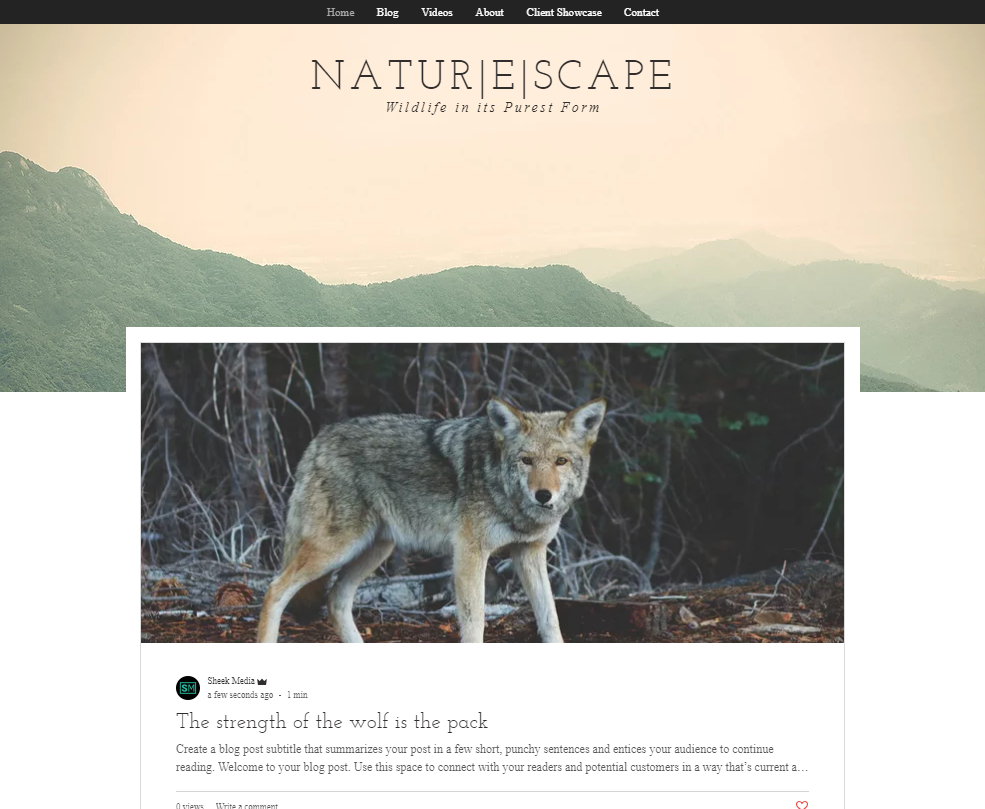 Home Blog Videos About Client Showcase Contact
NATUR|E|SCAPE
Wildlife in its Purest Form
SM
Sheek Media
a few seconds ago - 1 min
The strength of the wolf is the pack
Create a blog post subtitle that summarizes your post in a few short, punchy sentences and entices your audience to continue
reading. Welcome to your blog post. Use this space to connect with your readers and potential customers in a way that's current a...
0 views Write a comment